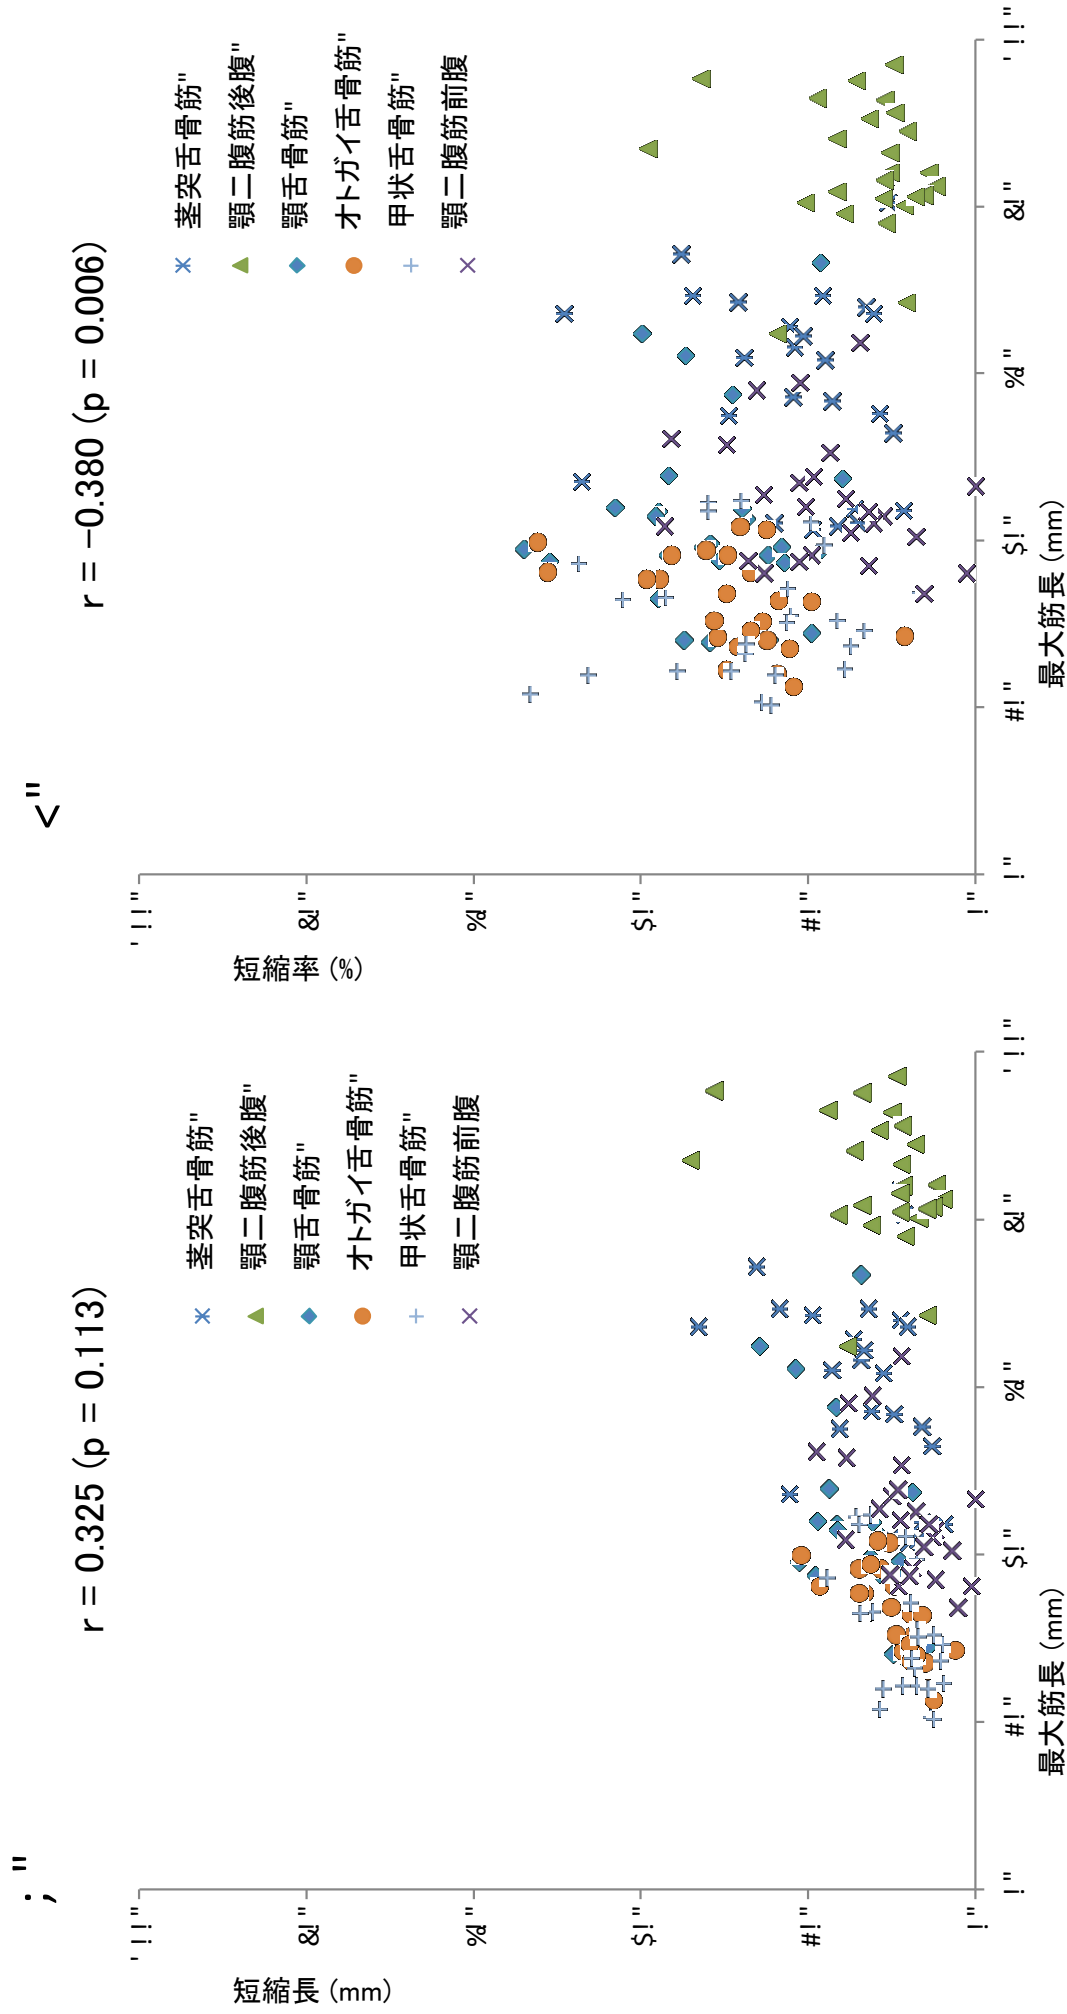 ;"
r = 0.325 (p = 0.113)
短縮長 (mm)
茎突舌骨筋"
顎二腹筋後腹"
顎舌骨筋"
オトガイ舌骨筋"
甲状舌骨筋"
顎二腹筋前腹
最大筋長 (mm)
<"
r = −0.380 (p = 0.006)
短縮率 (%)
茎突舌骨筋"
顎二腹筋後腹"
顎舌骨筋"
オトガイ舌骨筋"
甲状舌骨筋"
顎二腹筋前腹
最大筋長 (mm)